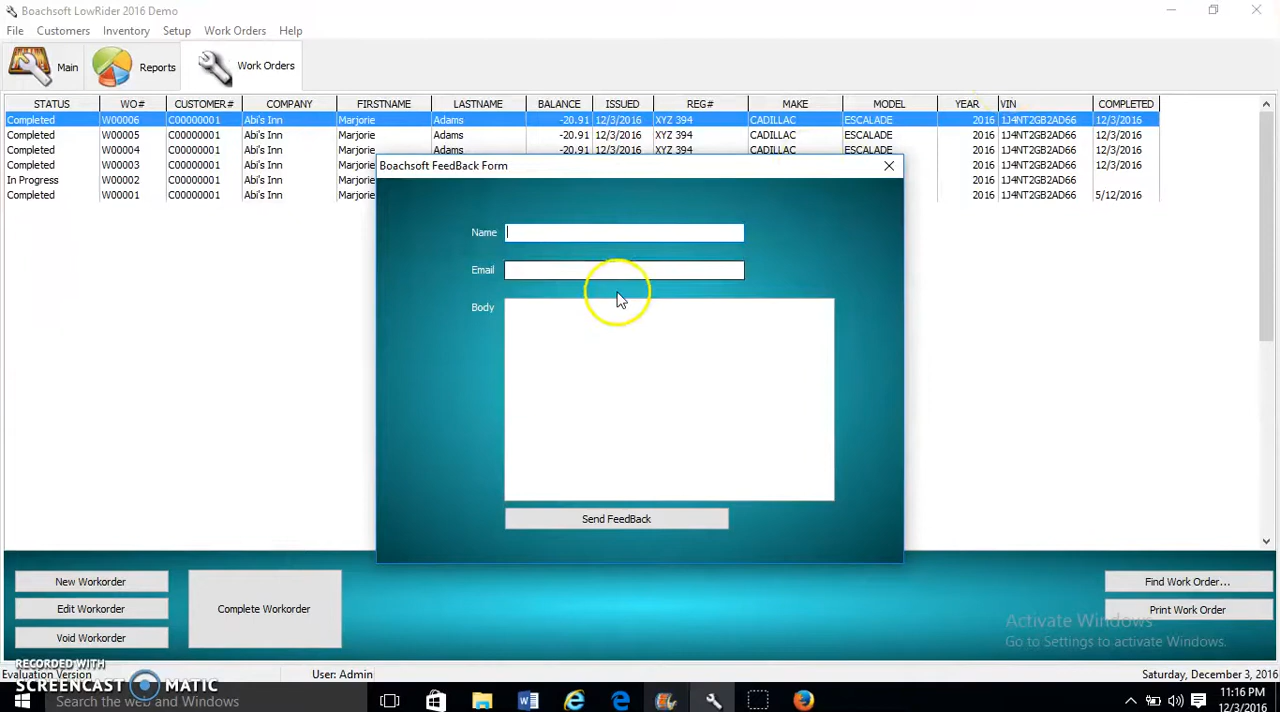 Boachsoft LowRider 2016 Demo
File Customers Inventory Setup Work Orders Help
Main Reports Work Orders
STATUS WO# CUSTOMER# COMPANY FIRSTNAME LASTNAME BALANCE ISSUED REG# MAKE MODEL YEAR VIN COMPLETED
Completed W00006 C00000001 Abi's Inn Marjorie Adams -20.91 12/3/2016 XYZ 394 CADILLAC ESCALADE 2016 1J4NT2GB2AD66 12/3/2016
Completed W00005 C00000001 Abi's Inn Marjorie Adams -20.91 12/3/2016 XYZ 394 CADILLAC ESCALADE 2016 1J4NT2GB2AD66 12/3/2016
Completed W00004 C00000001 Abi's Inn Marjorie Adams -20.91 12/3/2016 XYZ 394 CADILLAC ESCALADE 2016 1J4NT2GB2AD66 12/3/2016
Completed W00003 C00000001 Abi's Inn Marjorie 2016 1J4NT2GB2AD66 12/3/2016
In Progress W00002 C00000001 Abi's Inn Marjorie 2016 1J4NT2GB2AD66
Completed W00001 C00000001 Abi's Inn Marjorie 2016 1J4NT2GB2AD66 5/12/2016
Boachsoft FeedBack Form
Name
Email
Body
Send FeedBack
New Workorder
Edit Workorder
Void Workorder
Complete Workorder
Find Work Order...
Print Work Order
Activate Windows
Go to Settings to activate Windows.
RECORDED WITH
SCREENCAST MATIC
Evaluation Version User: Admin Saturday, December 3, 2016
Search the web and Windows
11:16 PM
12/3/2016